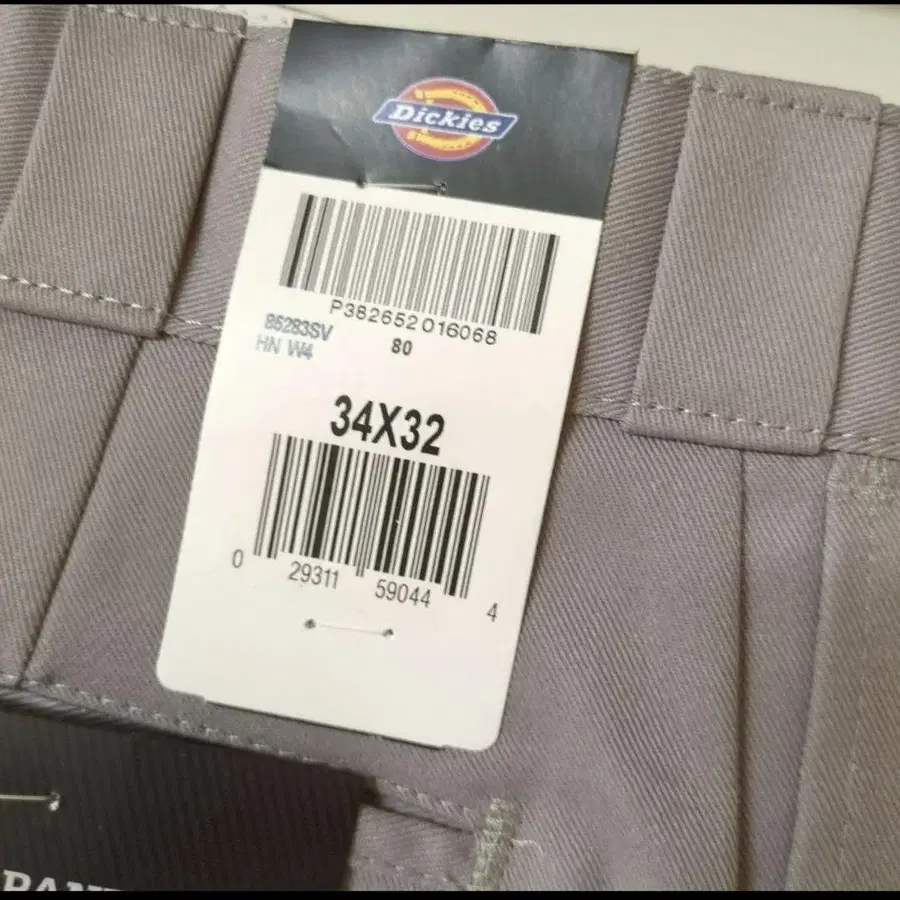 Dickies
P382652016068
85283SV
80
HN W4
34X32
0 29311 59044 4